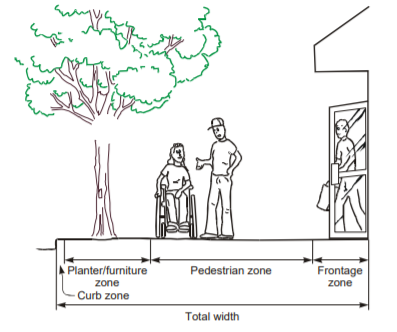 Planter/furniture
zone
Pedestrian zone
Frontage
zone
Curb zone
Total width